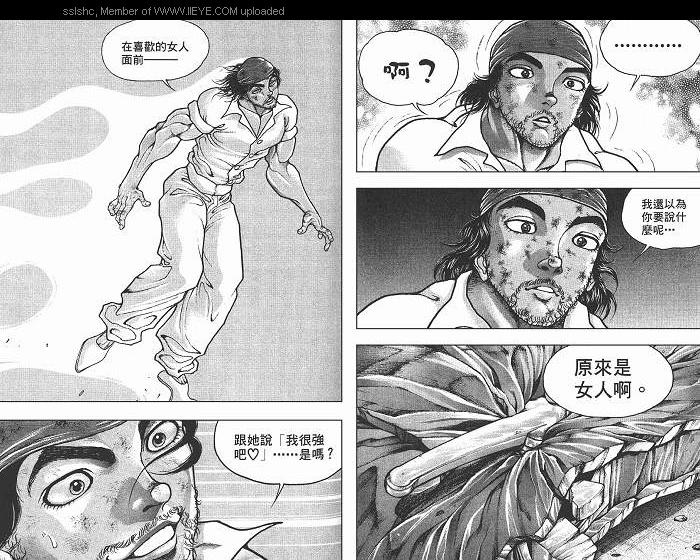 sslshc, Member of WWW.IIEYE.COM uploaded
…………
啊？
我還以為
你要說什
麼呢…
原來是
女人啊。
在喜歡的女人
面前———
跟她說「我很強
吧♡」……是嗎？